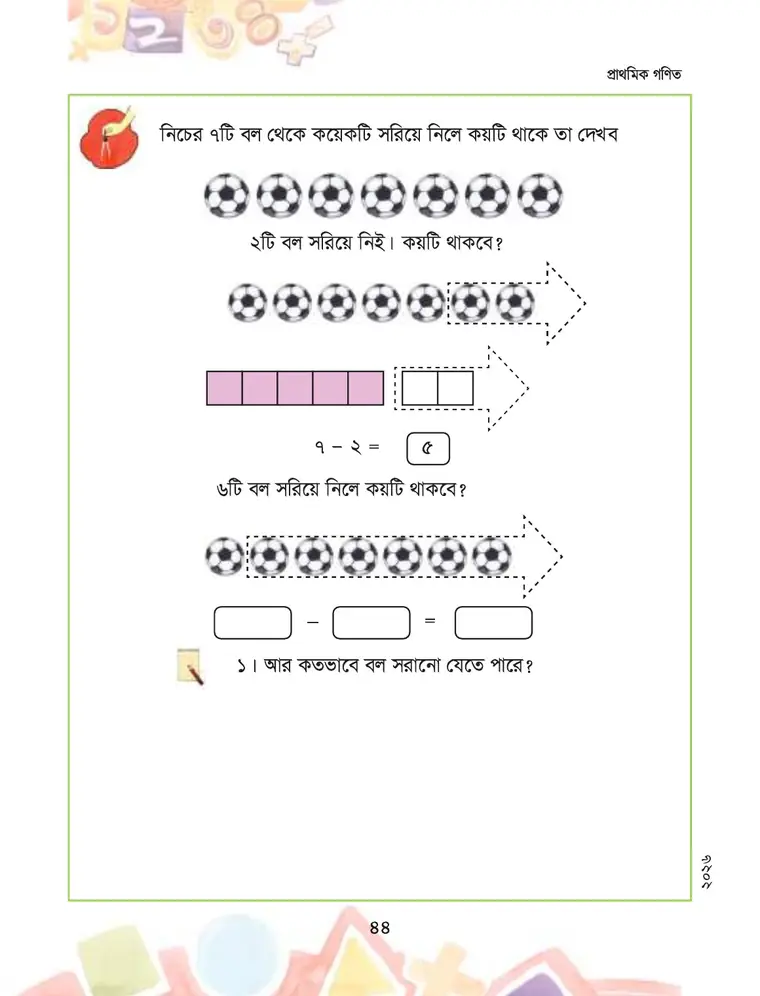 প্রাথমিক গণিত
নিচের ৭টি বল থেকে কয়েকটি সরিয়ে নিলে কয়টি থাকে তা দেখব
২টি বল সরিয়ে নিই। কয়টি থাকবে?
৭ – ২ = ৫
৬টি বল সরিয়ে নিলে কয়টি থাকবে?
– =
১। আর কতভাবে বল সরানো যেতে পারে?
২০২৬
৪৪